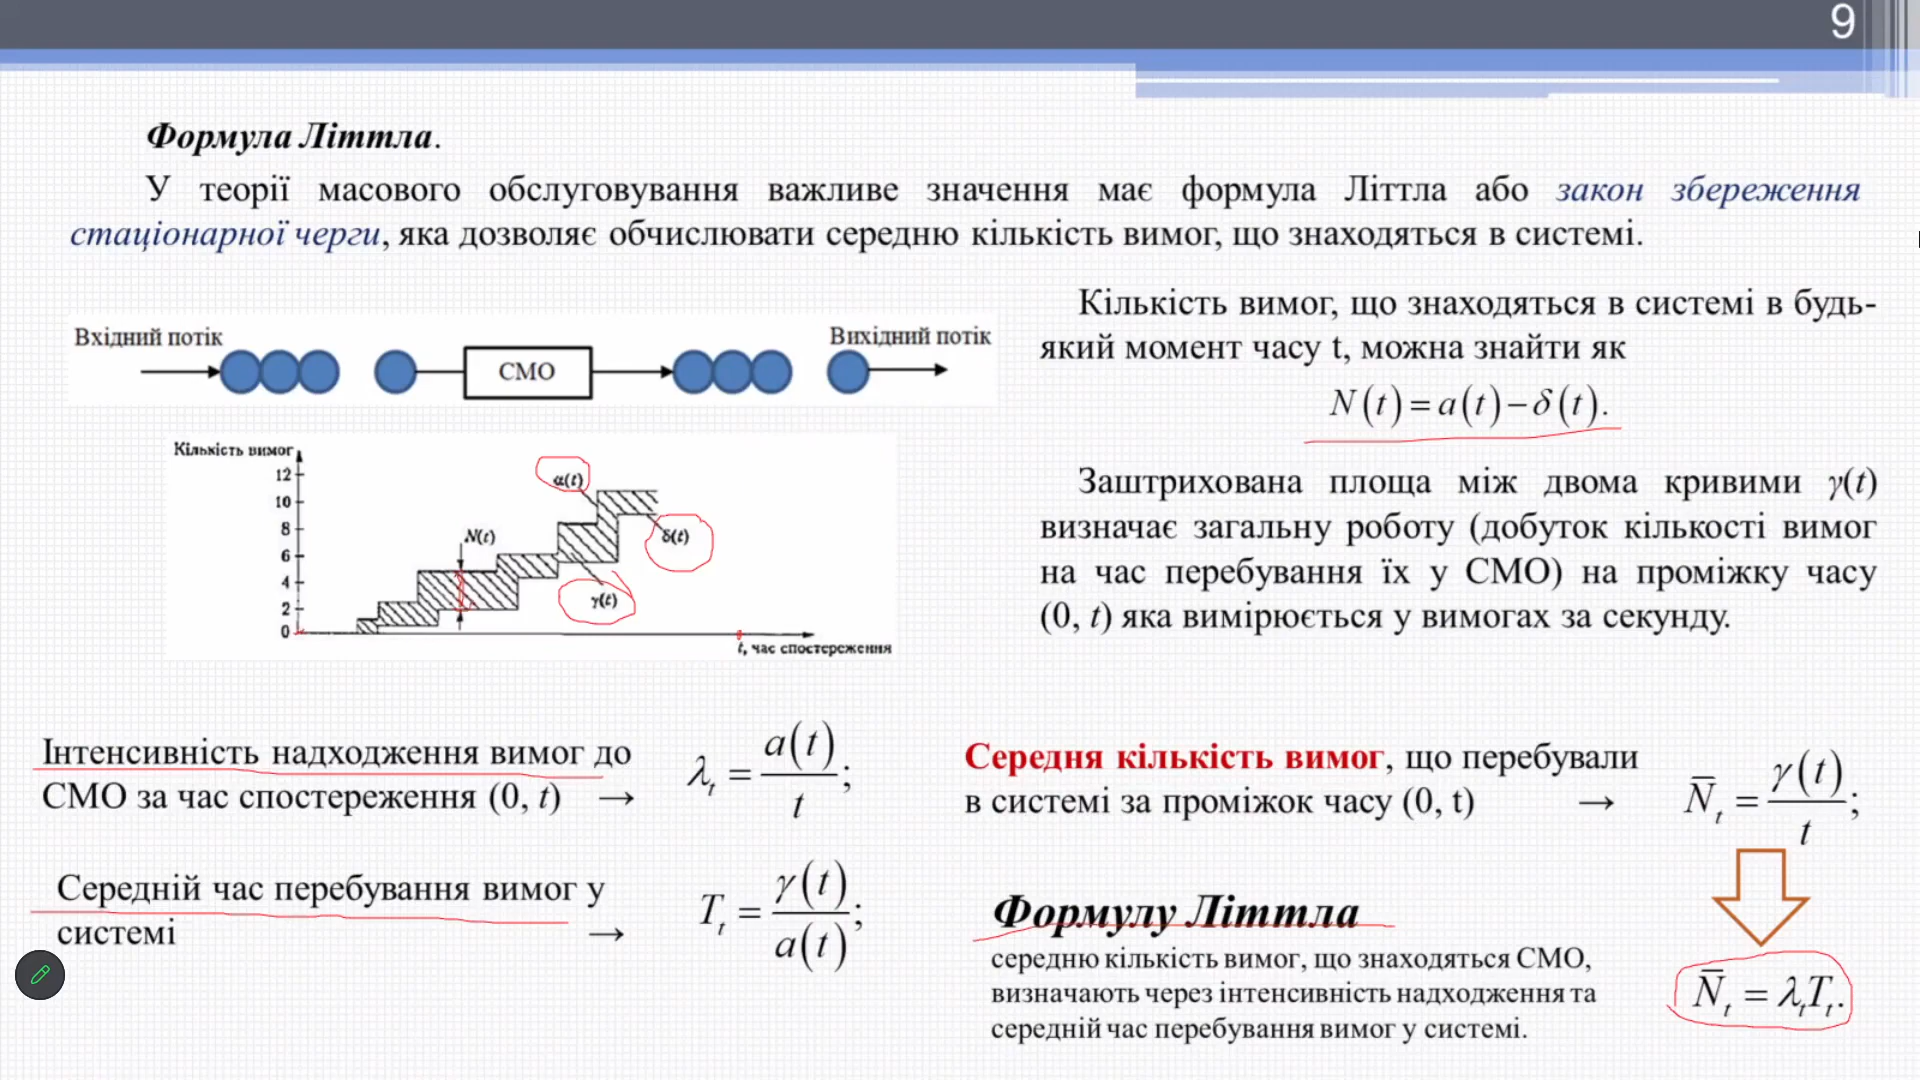 9
Формула Літтла.
У теорії масового обслуговування важливе значення має формула Літтла або закон збереження
стаціонарної черги, яка дозволяє обчислювати середню кількість вимог, що знаходяться в системі.
Вхідний потік
СМО
Вихідний потік
Кількість вимог
12
10
8
6
4
2
0
α(t)
N(t)
δ(t)
γ(t)
t, час спостереження
Кількість вимог, що знаходяться в системі в будь-
який момент часу t, можна знайти як
N(t) = a(t) − δ(t).
Заштрихована площа між двома кривими γ(t)
визначає загальну роботу (добуток кількості вимог
на час перебування їх у СМО) на проміжку часу
(0, t) яка вимірюється у вимогах за секунду.
Інтенсивність надходження вимог до
СМО за час спостереження (0, t) →
λₜ = a(t)/t;
Середній час перебування вимог у
системі →
Tₜ = γ(t)/a(t);
Середня кількість вимог, що перебували
в системі за проміжок часу (0, t) →
N̅ₜ = γ(t)/t;
Формулу Літтла
середню кількість вимог, що знаходяться СМО,
визначають через інтенсивність надходження та
середній час перебування вимог у системі.
N̅ₜ = λₜTₜ.